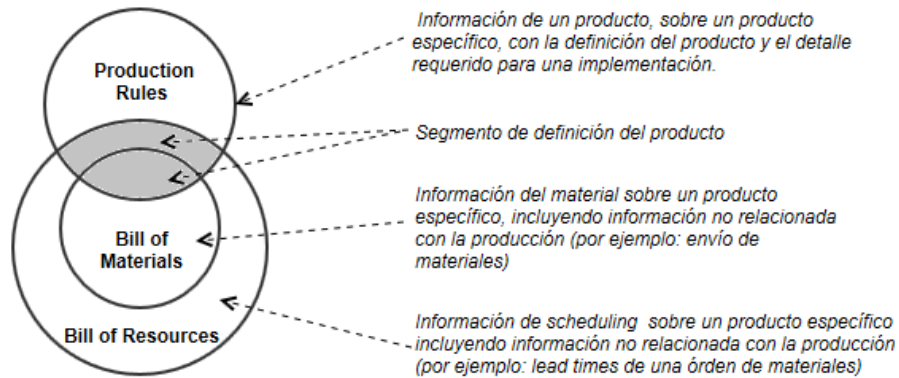 Production
Rules
Bill of
Materials
Bill of Resources
Información de un producto, sobre un producto
específico, con la definición del producto y el detalle
requerido para una implementación.
Segmento de definición del producto
Información del material sobre un producto
específico, incluyendo información no relacionada
con la producción (por ejemplo: envío de
materiales)
Información de scheduling sobre un producto específico
incluyendo información no relacionada con la producción
(por ejemplo: lead times de una órden de materiales)